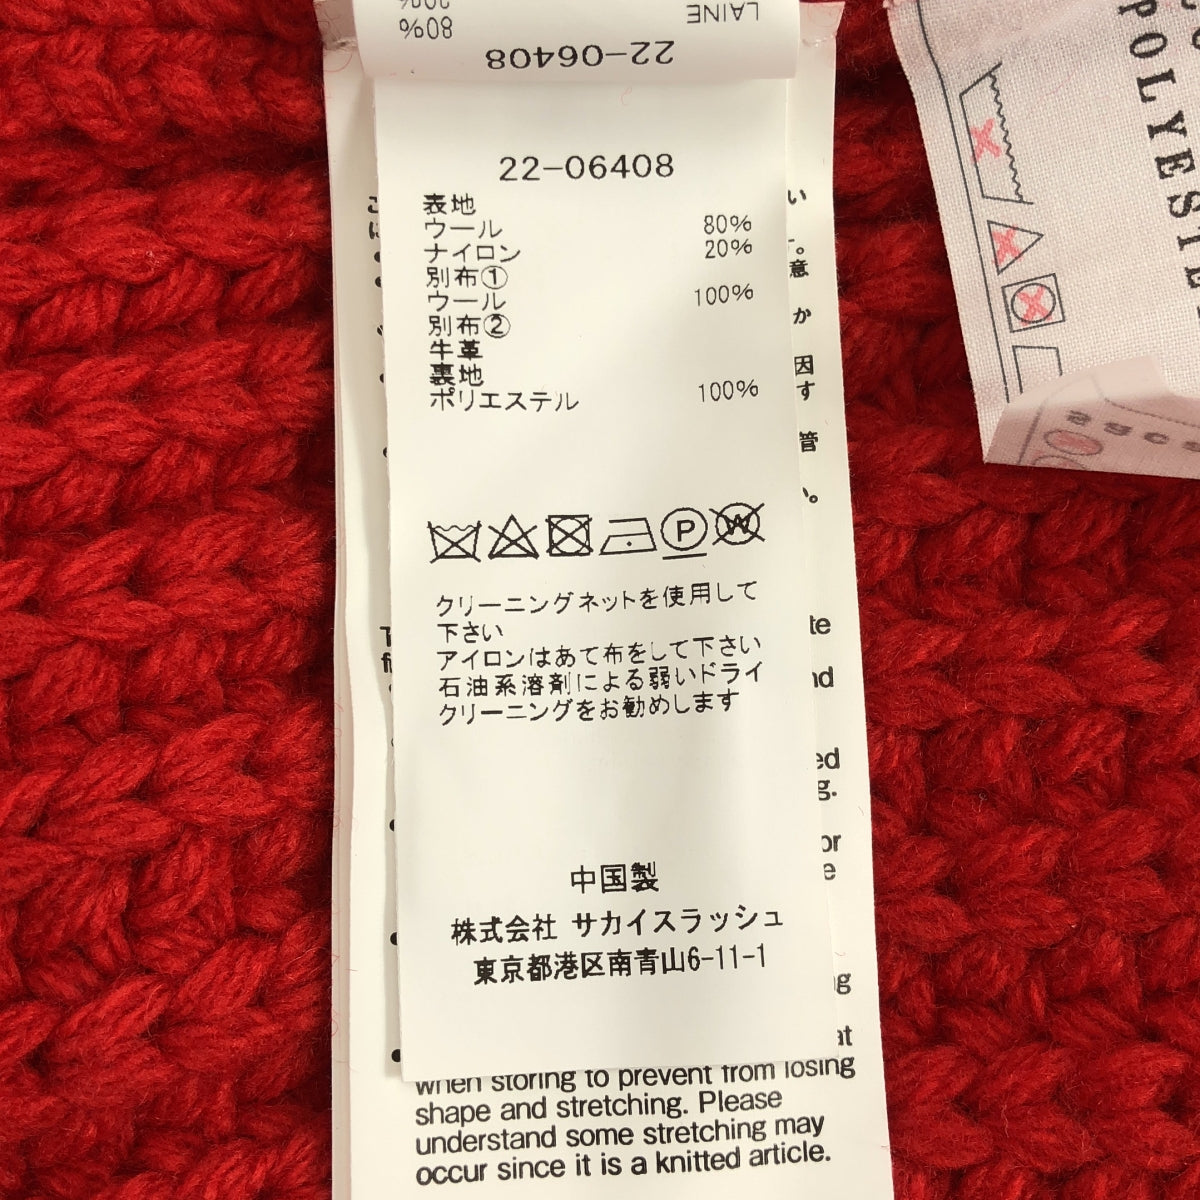 LAINE
80%
22-06408
22-06408
表地
ウール 80%
ナイロン 20%
別布①
ウール 100%
別布②
牛革
裏地
ポリエステル 100%
P W
クリーニングネットを使用して
下さい
アイロンはあて布をして下さい
石油系溶剤による弱いドライ
クリーニングをお勧めします
中国製
株式会社 サカイスラッシュ
東京都港区南青山6-11-1
when storing to prevent from losing
shape and stretching. Please
understand some stretching may
occur since it is a knitted article.